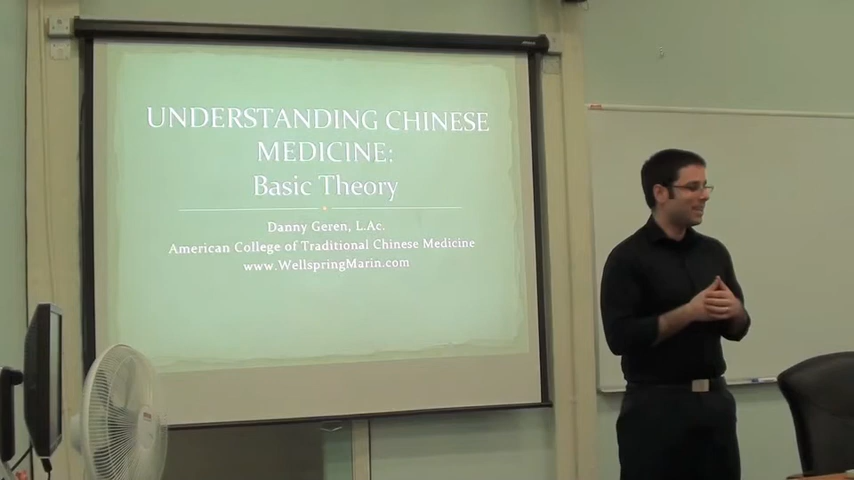 UNDERSTANDING CHINESE
MEDICINE:
Basic Theory
Danny Geren, L.Ac.
American College of Traditional Chinese Medicine
www.WellspringMarin.com